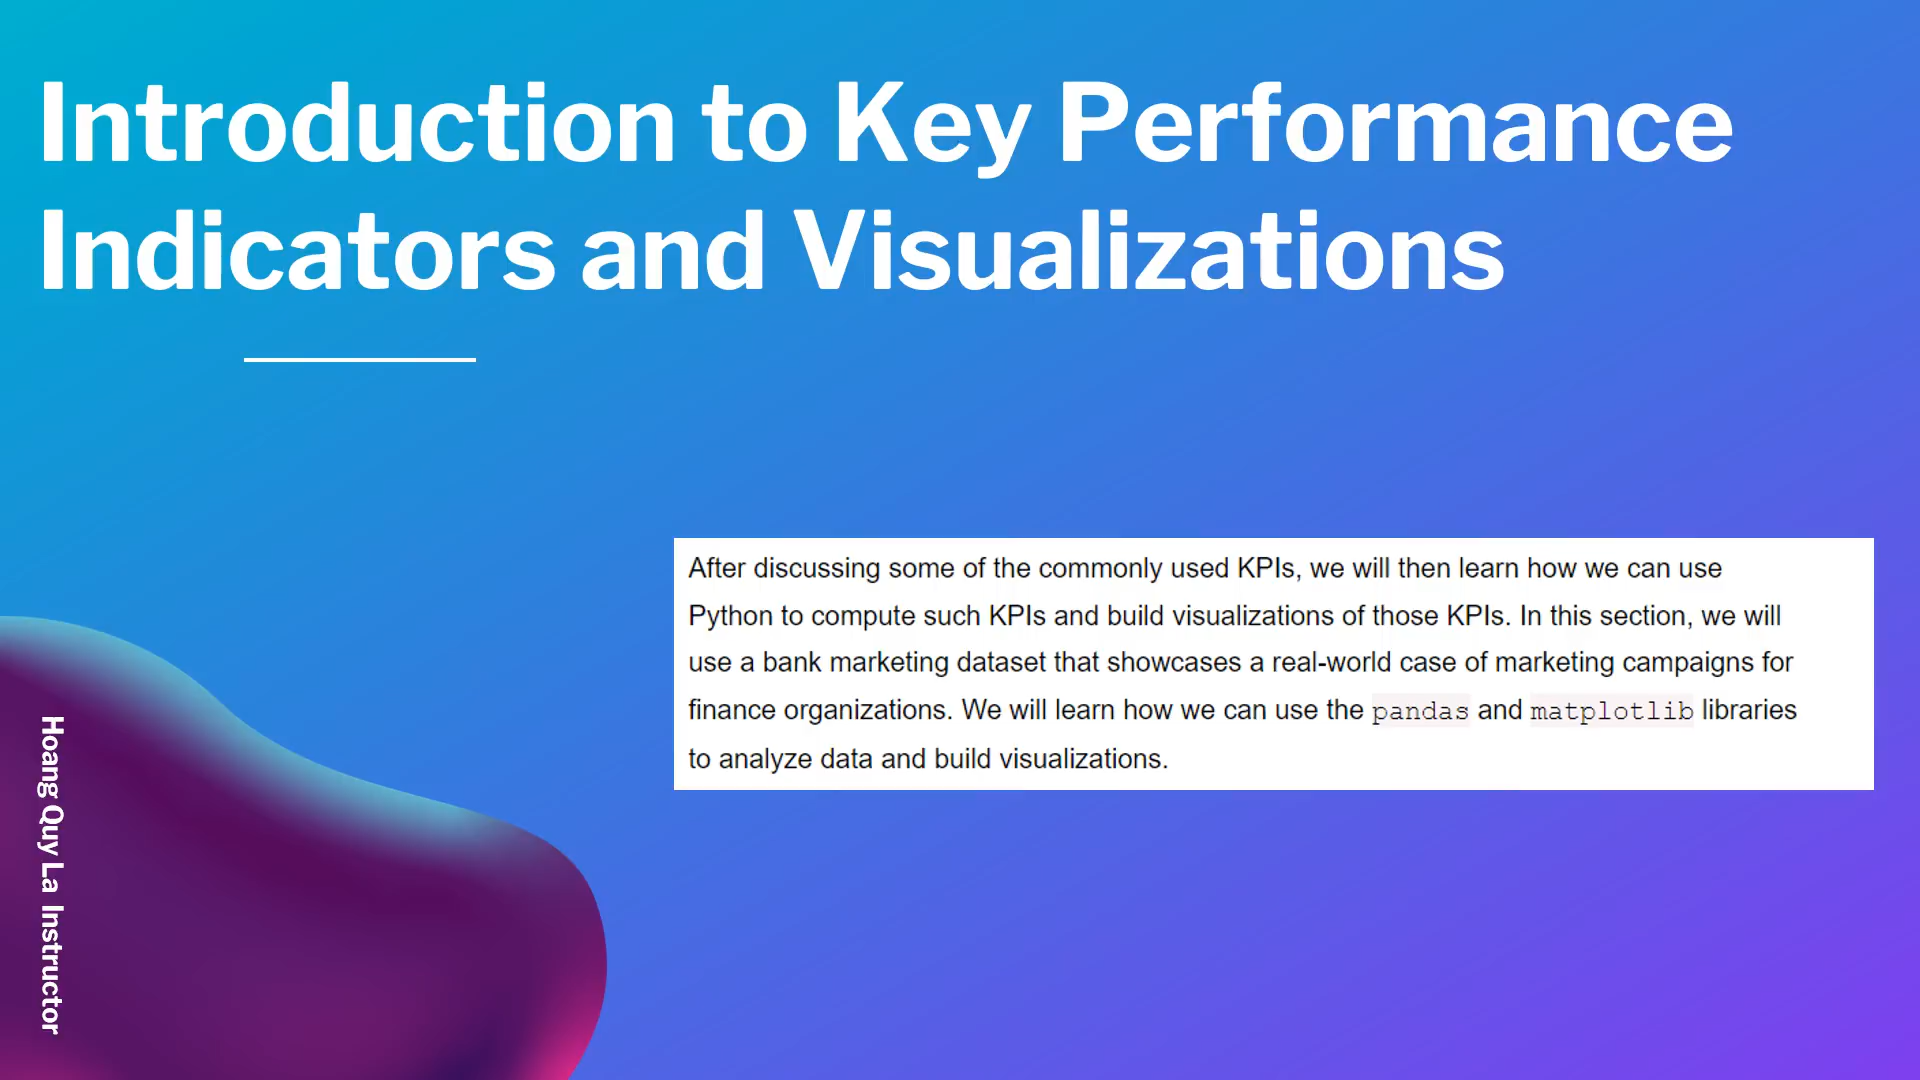 Introduction to Key Performance
Indicators and Visualizations
After discussing some of the commonly used KPIs, we will then learn how we can use
Python to compute such KPIs and build visualizations of those KPIs. In this section, we will
use a bank marketing dataset that showcases a real-world case of marketing campaigns for
finance organizations. We will learn how we can use the pandas and matplotlib libraries
to analyze data and build visualizations.
Hoang Quy La Instructor